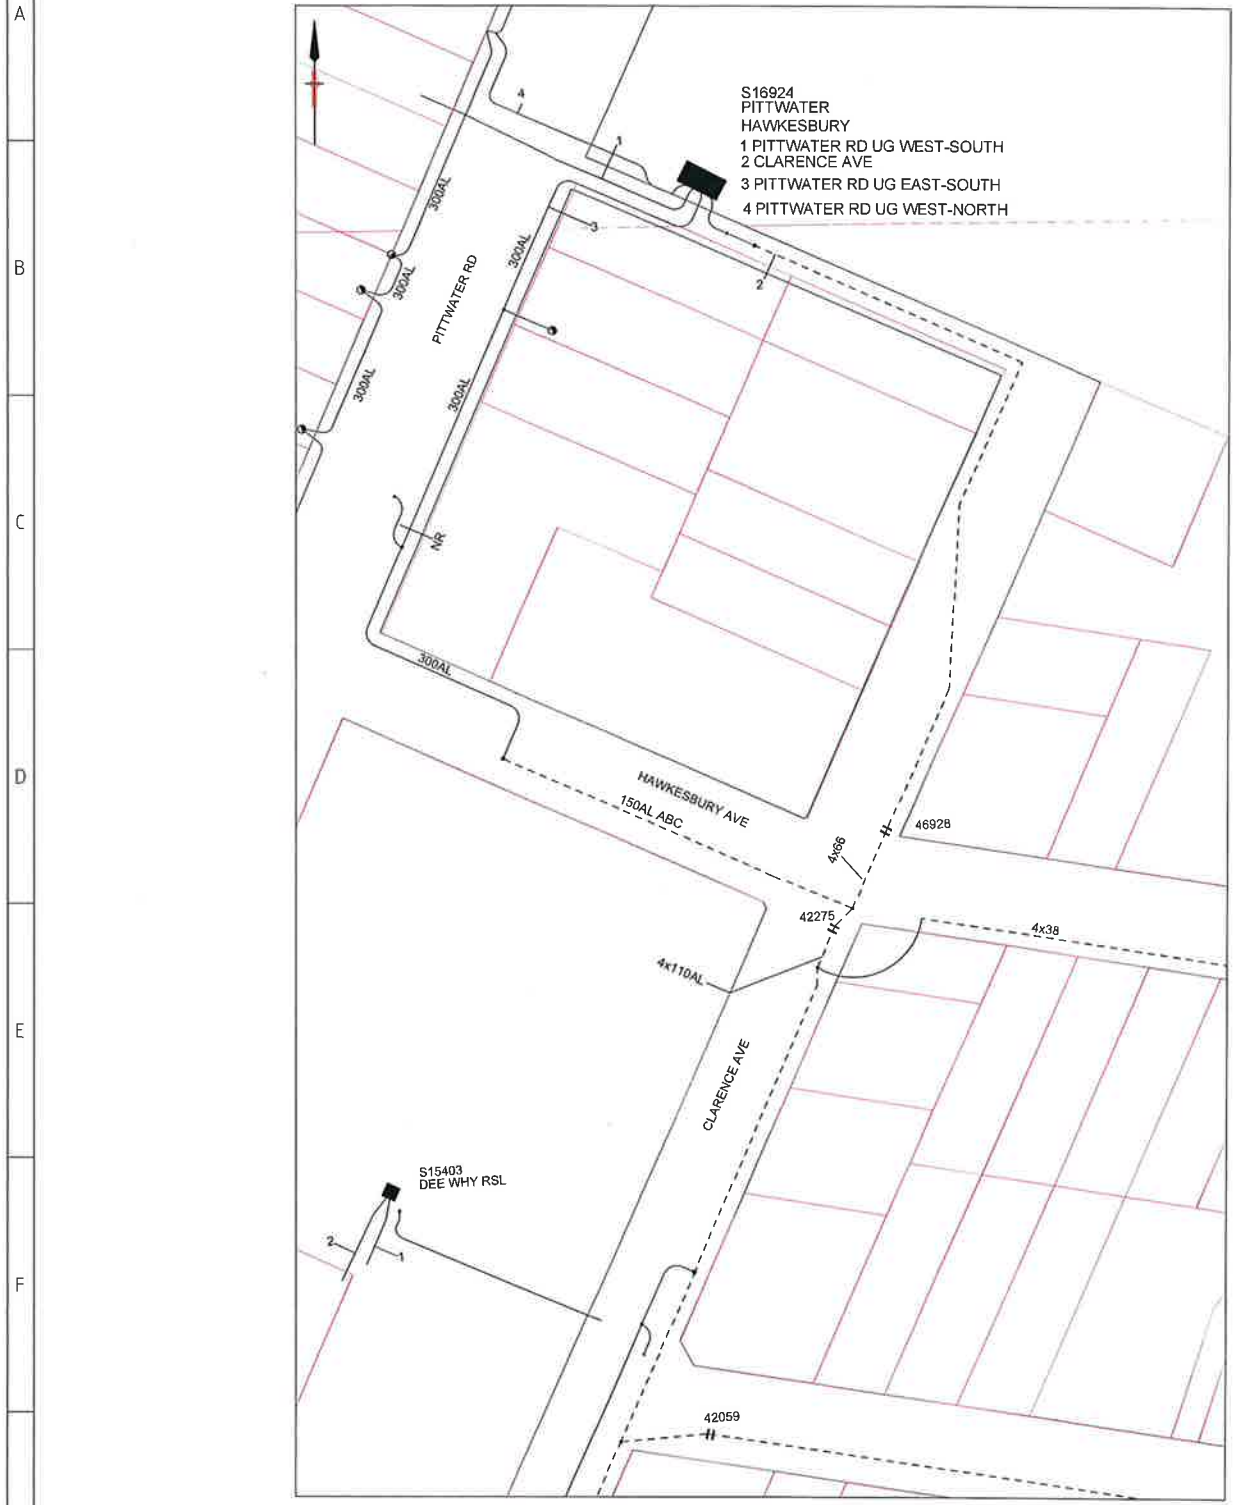 A
B
C
D
E
F
S16924
PITTWATER
HAWKESBURY
1 PITTWATER RD UG WEST-SOUTH
2 CLARENCE AVE
3 PITTWATER RD UG EAST-SOUTH
4 PITTWATER RD UG WEST-NORTH
4
1
3
2
300AL
300AL
300AL
300AL
300AL
PITTWATER RD
NR
300AL
HAWKESBURY AVE
150AL ABC
46928
4x66
42275
4x38
4x110AL
CLARENCE AVE
S15403
DEE WHY RSL
2
1
42059